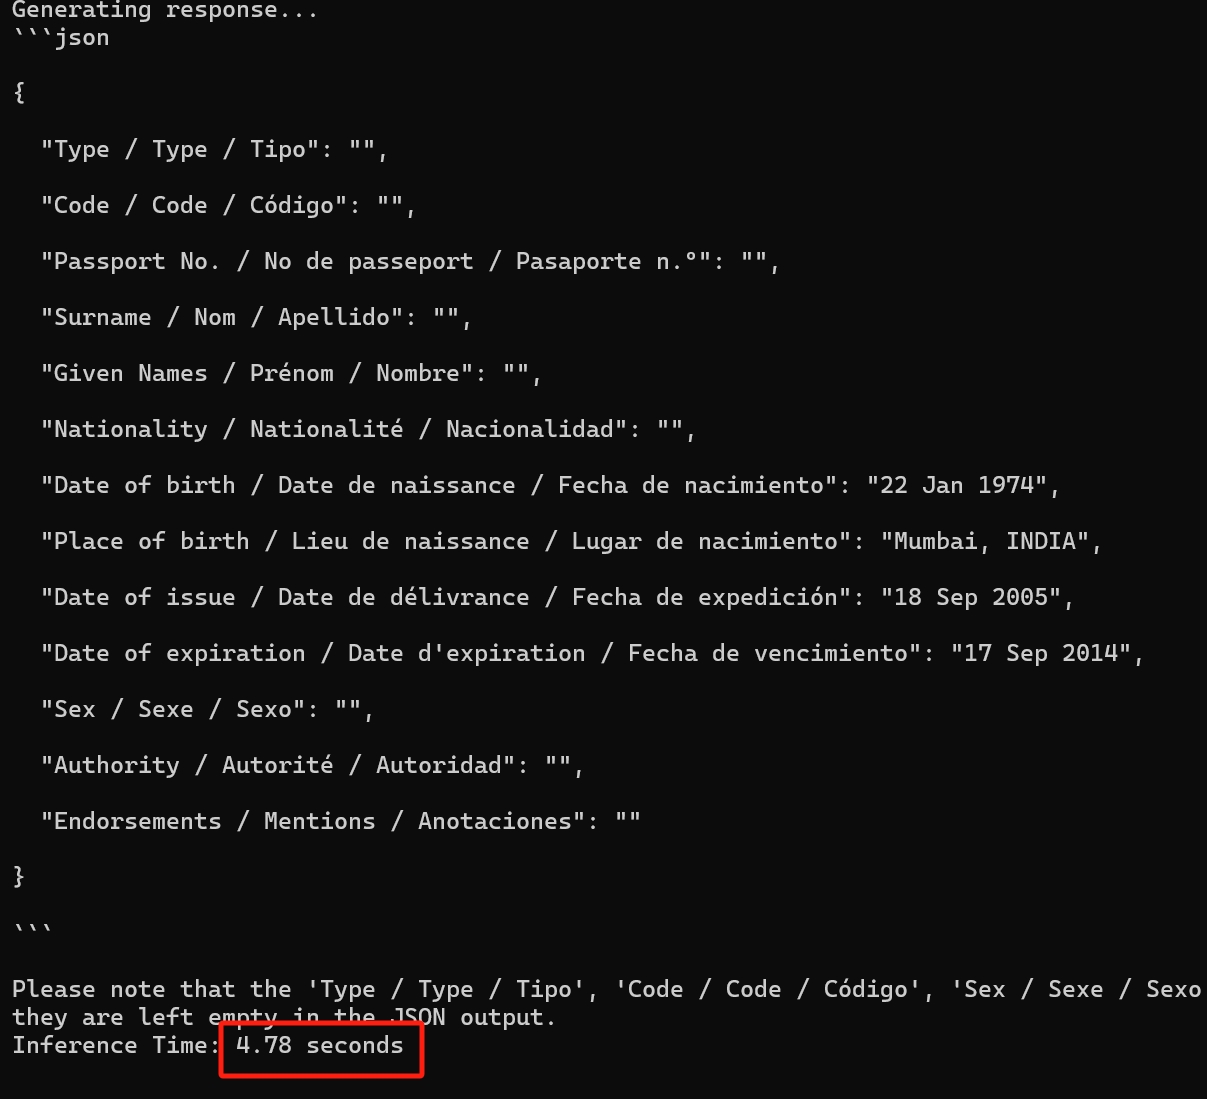 Generating response...
```json
{
"Type / Type / Tipo": "",
"Code / Code / Código": "",
"Passport No. / No de passeport / Pasaporte n.°": "",
"Surname / Nom / Apellido": "",
"Given Names / Prénom / Nombre": "",
"Nationality / Nationalité / Nacionalidad": "",
"Date of birth / Date de naissance / Fecha de nacimiento": "22 Jan 1974",
"Place of birth / Lieu de naissance / Lugar de nacimiento": "Mumbai, INDIA",
"Date of issue / Date de délivrance / Fecha de expedición": "18 Sep 2005",
"Date of expiration / Date d'expiration / Fecha de vencimiento": "17 Sep 2014",
"Sex / Sexe / Sexo": "",
"Authority / Autorité / Autoridad": "",
"Endorsements / Mentions / Anotaciones": ""
}
```
Please note that the 'Type / Type / Tipo', 'Code / Code / Código', 'Sex / Sexe / Sexo
they are left empty in the JSON output.
Inference Time: 4.78 seconds